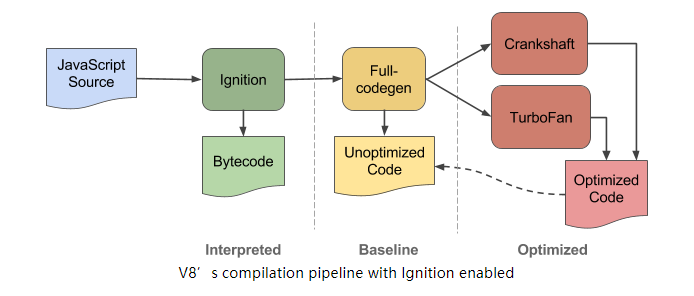 JavaScript
Source
Ignition
Bytecode
Full-
codegen
Unoptimized
Code
Crankshaft
TurboFan
Optimized
Code
Interpreted
Baseline
Optimized
V8’s compilation pipeline with Ignition enabled